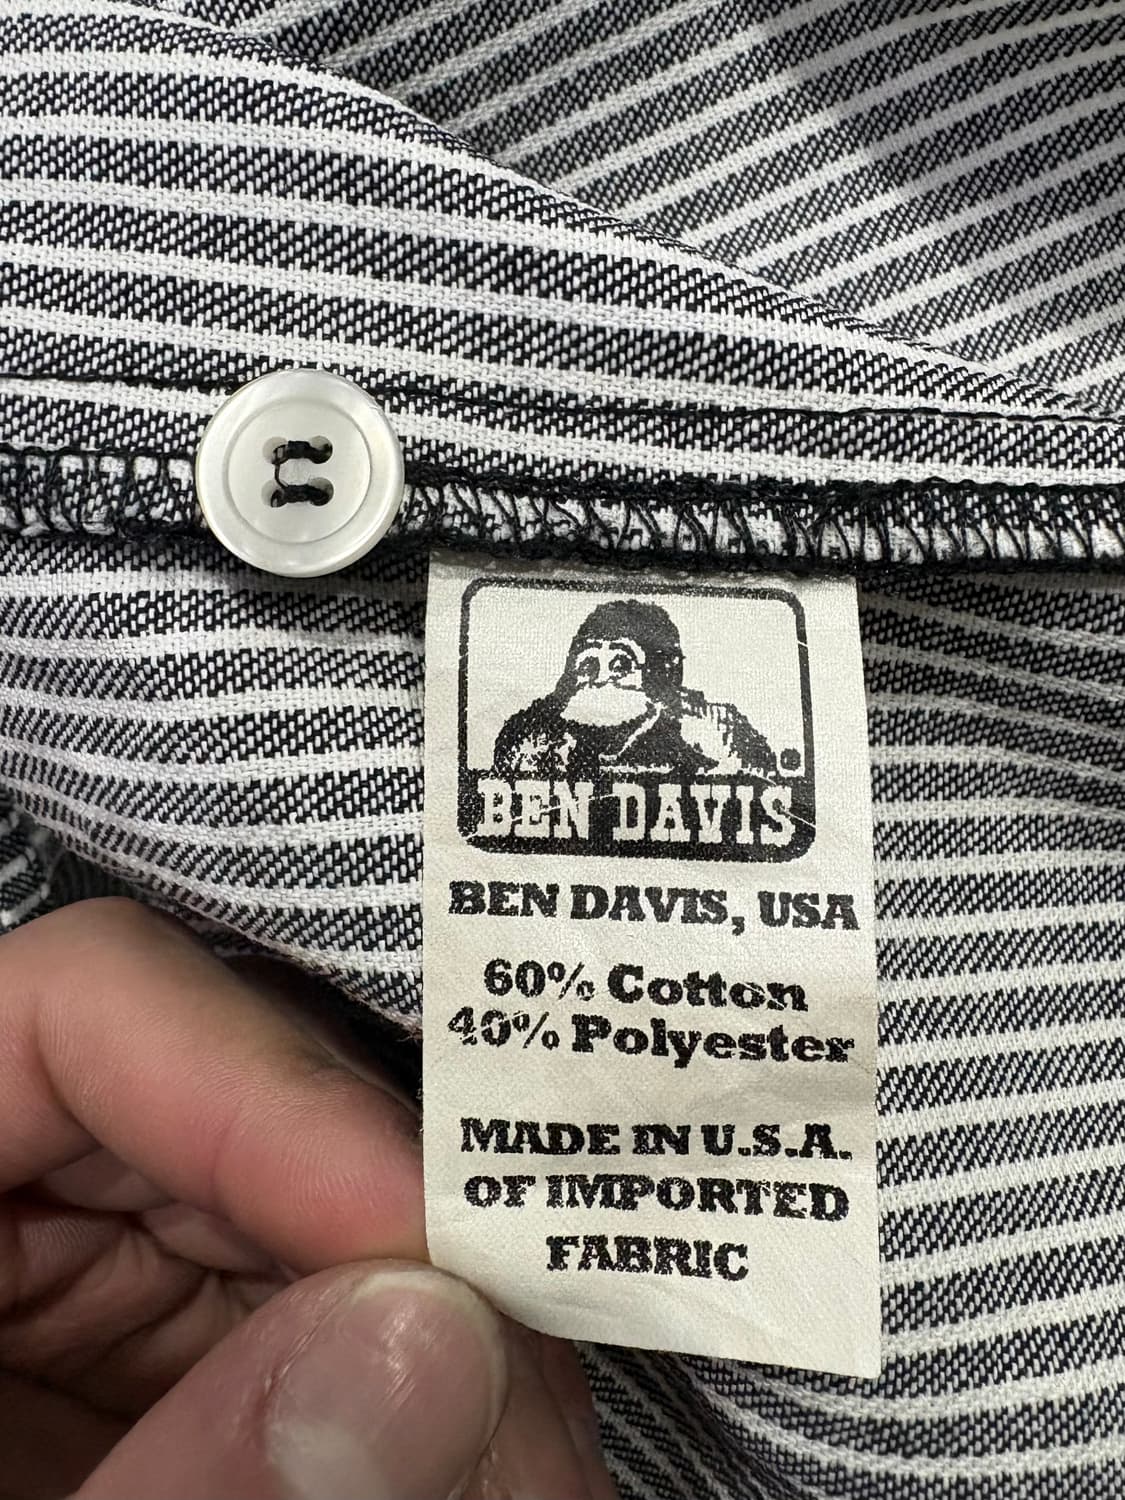 BEN DAVIS
BEN DAVIS, USA
60% Cotton
40% Polyester
MADE IN U.S.A.
OF IMPORTED
FABRIC